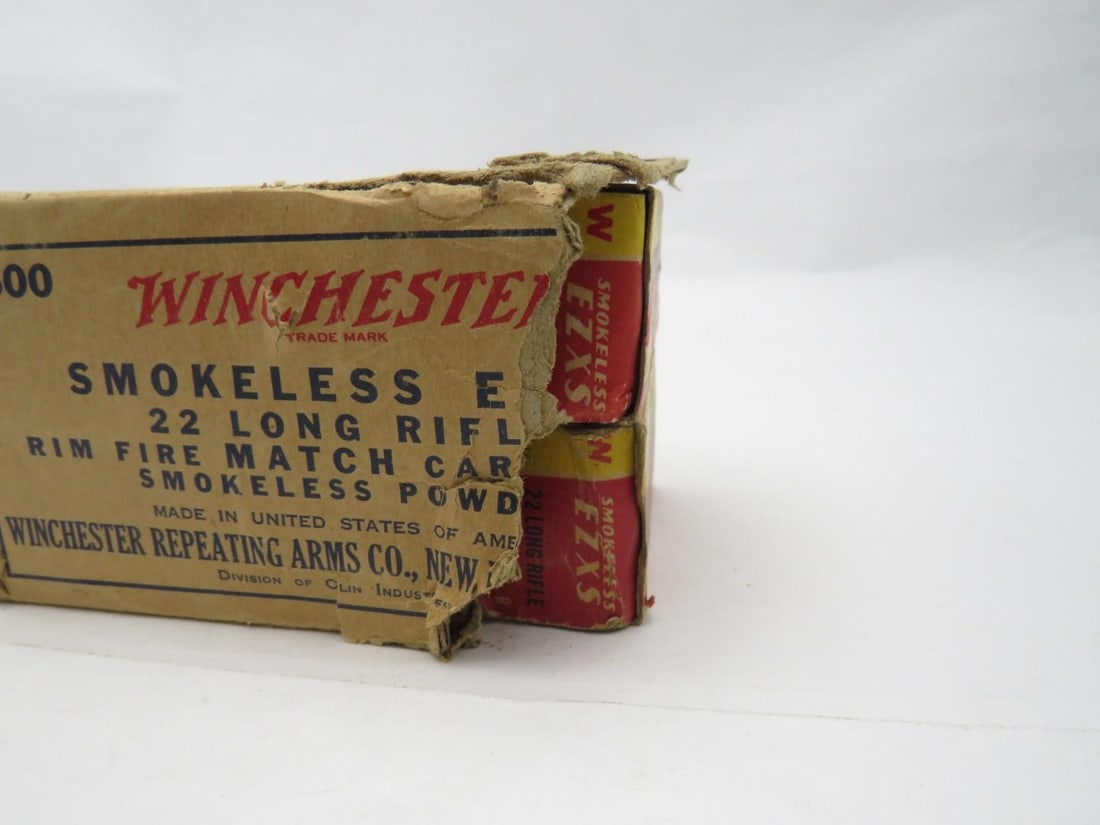 500
WINCHESTER
TRADE MARK
SMOKELESS E
22 LONG RIFL
RIM FIRE MATCH CAR
SMOKELESS POWD
MADE IN UNITED STATES OF AME
WINCHESTER REPEATING ARMS CO., NEW
DIVISION OF OLIN INDUST
W
SMOKELESS
EZXS
N
SMOKELESS
EZXS
22 LONG RIFLE